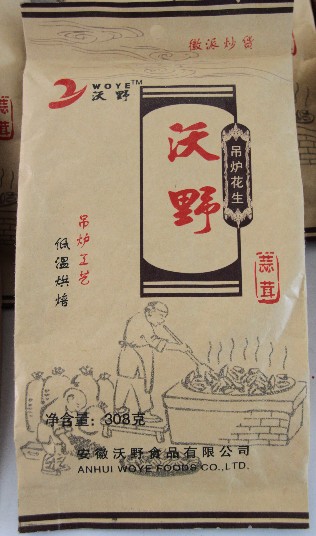 徽派炒货
WOYE™
沃野
沃野
吊炉花生
蒜茸
吊炉工艺
低温烘焙
净含量：308克
安徽沃野食品有限公司
ANHUI WOYE FOODS CO.,LTD.